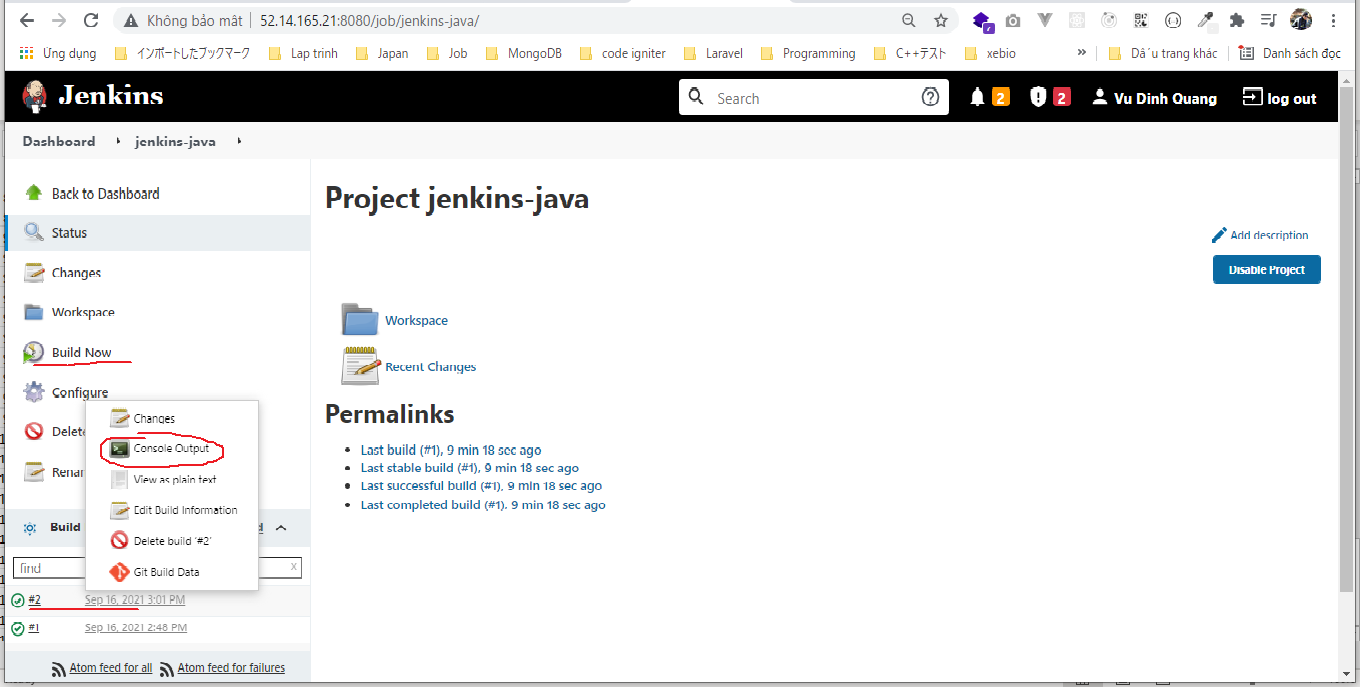 Không bảo mật | 52.14.165.21:8080/job/jenkins-java/
Ứng dụng インポートしたブックマーク Lap trinh Japan Job MongoDB code igniter Laravel Programming C++テスト xebio » Dấu trang khác Danh sách đọc
Jenkins Search 2 2 Vu Dinh Quang log out
Dashboard jenkins-java
Back to Dashboard
Status
Changes
Workspace
Build Now
Configure
Delete
Renar
Changes
Console Output
View as plain text
Edit Build Information
Delete build '#2'
Git Build Data
Build
find x
#2 Sep 16, 2021 3:01 PM
#1 Sep 16, 2021 2:48 PM
Atom feed for all Atom feed for failures
Project jenkins-java
Add description
Disable Project
Workspace
Recent Changes
Permalinks
Last build (#1), 9 min 18 sec ago
Last stable build (#1), 9 min 18 sec ago
Last successful build (#1), 9 min 18 sec ago
Last completed build (#1), 9 min 18 sec ago